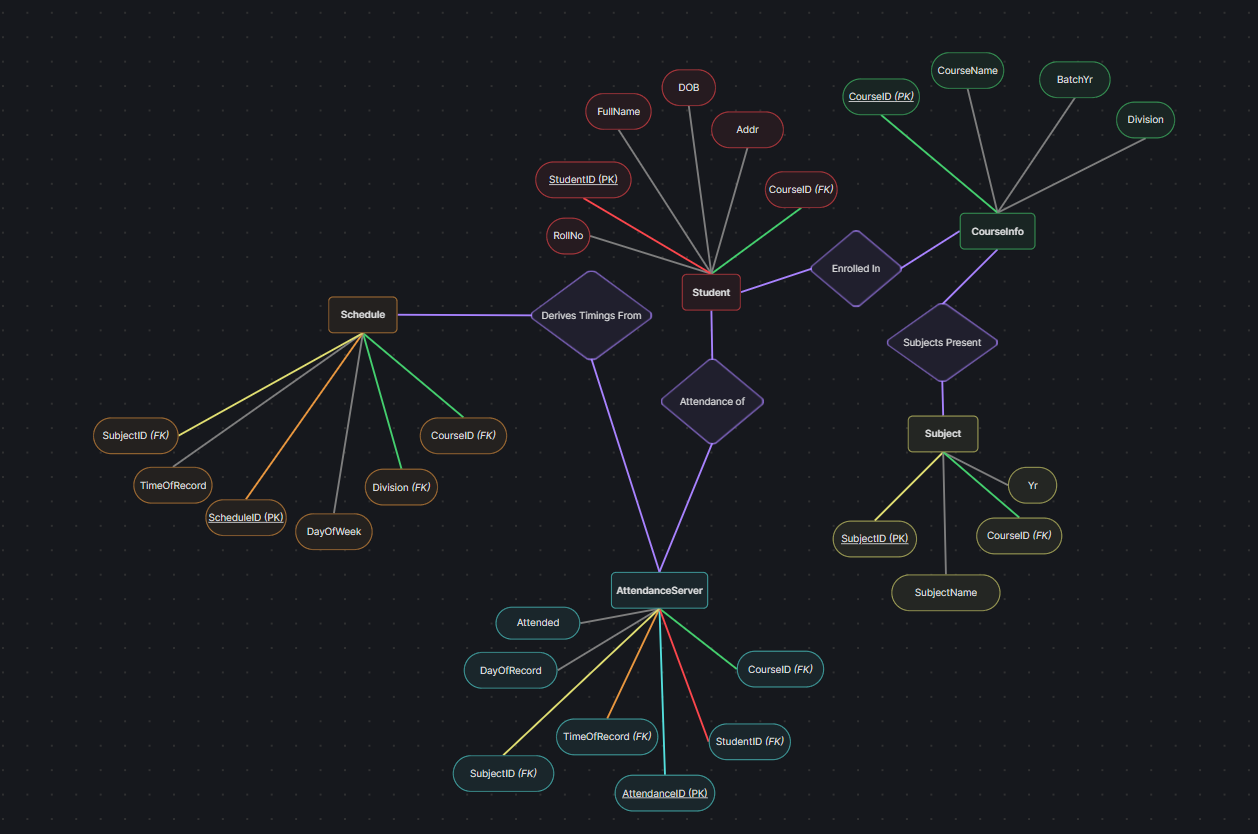 CourseName
BatchYr
DOB
CourseID (PK)
FullName
Division
Addr
StudentID (PK)
CourseID (FK)
RollNo
CourseInfo
Enrolled In
Student
Schedule
Derives Timings From
Subjects Present
Attendance of
Subject
SubjectID (FK)
CourseID (FK)
TimeOfRecord
Division (FK)
Yr
ScheduleID (PK)
DayOfWeek
SubjectID (PK)
CourseID (FK)
AttendanceServer
SubjectName
Attended
DayOfRecord
CourseID (FK)
TimeOfRecord (FK)
StudentID (FK)
SubjectID (FK)
AttendanceID (PK)